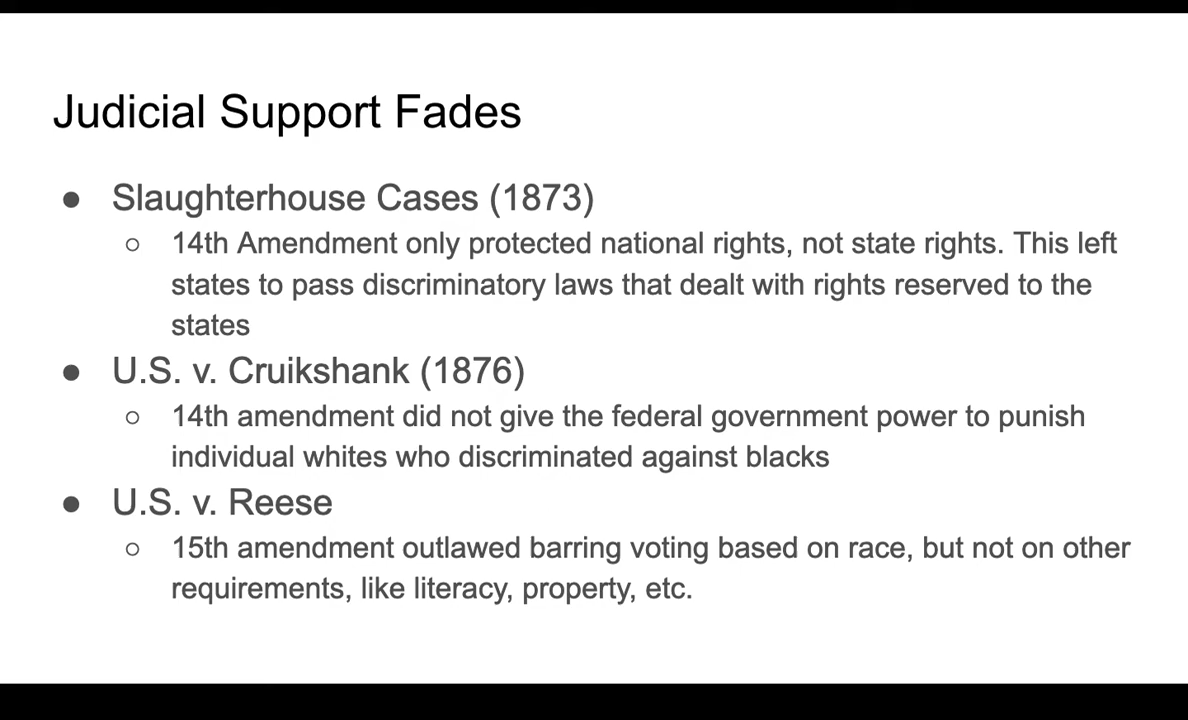 Judicial Support Fades
● Slaughterhouse Cases (1873)
○ 14th Amendment only protected national rights, not state rights. This left
states to pass discriminatory laws that dealt with rights reserved to the
states
● U.S. v. Cruikshank (1876)
○ 14th amendment did not give the federal government power to punish
individual whites who discriminated against blacks
● U.S. v. Reese
○ 15th amendment outlawed barring voting based on race, but not on other
requirements, like literacy, property, etc.